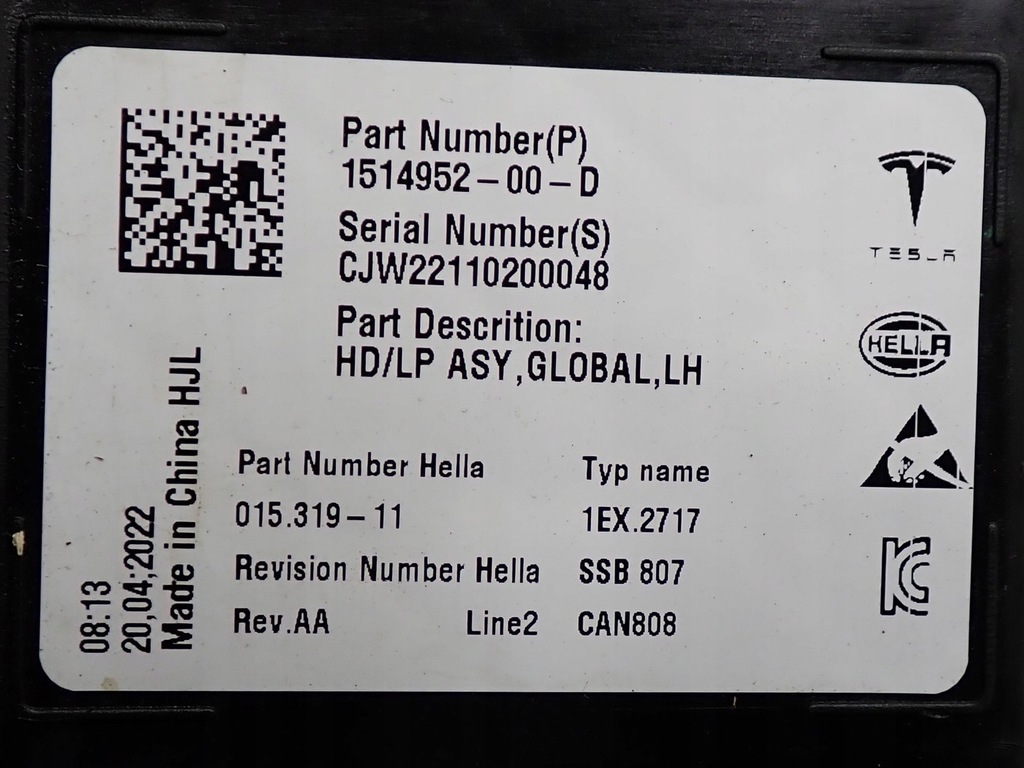 Part Number(P)
1514952-00-D
Serial Number(S)
CJW22110200048
Part Descrition:
HD/LP ASY,GLOBAL,LH
TESLA
HELLA
Part Number Hella Typ name
015.319-11 1EX.2717
Revision Number Hella SSB 807
Rev.AA Line2 CAN808
08:13
20,04;2022
Made in China HJL
KC